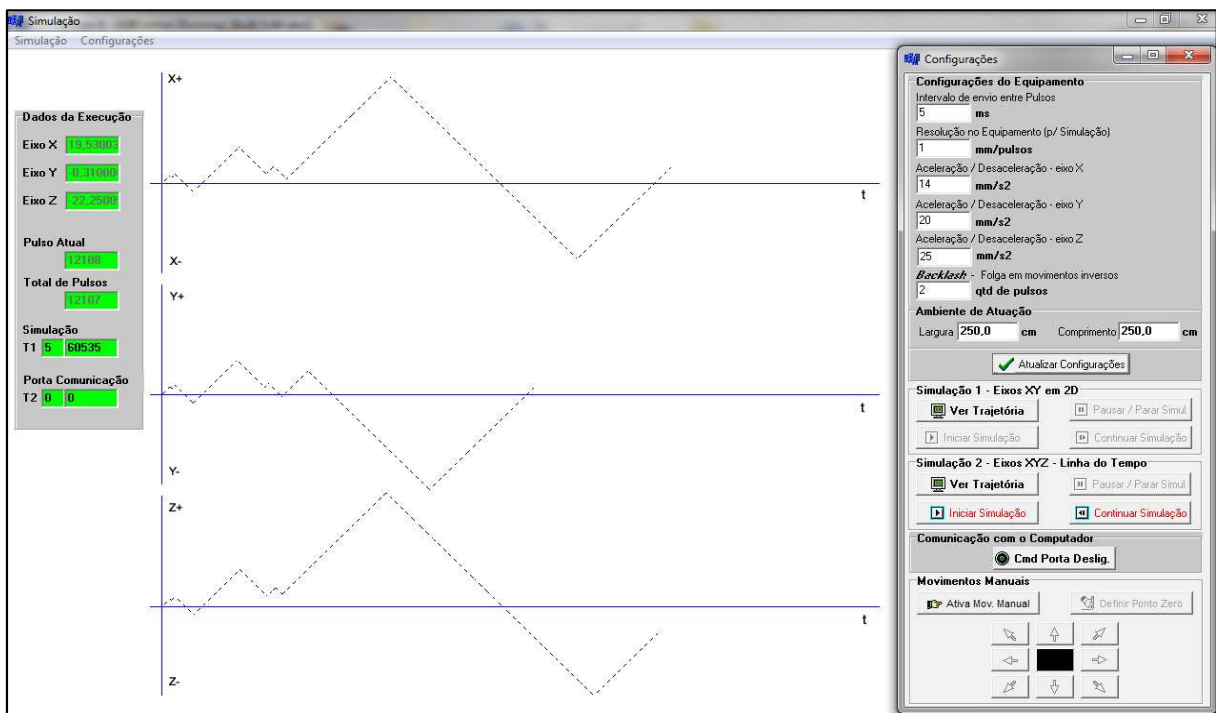 Simulação
Simulação Configurações
Dados da Execução
Eixo X 19,53003
Eixo Y -0,31000
Eixo Z -22,2500
Pulso Atual
12108
Total de Pulsos
12107
Simulação
T1 5 60535
Porta Comunicação
T2 0 0
X+
t
X-
Y+
t
Y-
Z+
t
Z-
Configurações
Configurações do Equipamento
Intervalo de envio entre Pulsos
5 ms
Resolução no Equipamento (p/ Simulação)
1 mm/pulsos
Aceleração / Desaceleração - eixo X
14 mm/s2
Aceleração / Desaceleração - eixo Y
20 mm/s2
Aceleração / Desaceleração - eixo Z
25 mm/s2
Backlash - Folga em movimentos inversos
2 qtd de pulsos
Ambiente de Atuação
Largura 250,0 cm Comprimento 250,0 cm
Atualizar Configurações
Simulação 1 - Eixos XY em 2D
Ver Trajetória Pausar / Parar Simul.
Iniciar Simulação Continuar Simulação
Simulação 2 - Eixos XYZ - Linha do Tempo
Ver Trajetória Pausar / Parar Simul.
Iniciar Simulação Continuar Simulação
Comunicação com o Computador
Cmd Porta Deslig.
Movimentos Manuais
Ativa Mov. Manual Definir Ponto Zero